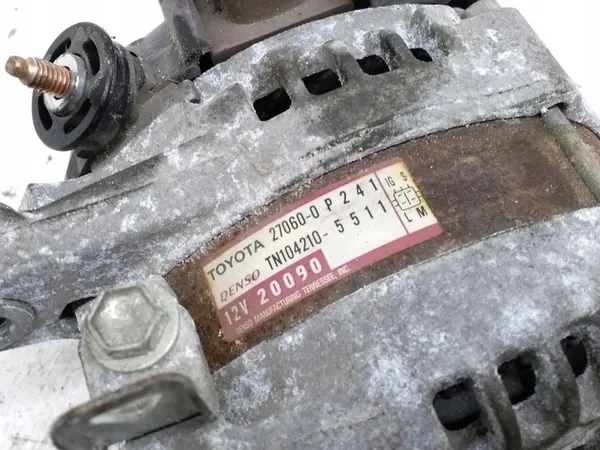 TOYOTA 27060-0P241
DENSO TN104210-5511
12V 20090
DENSO MANUFACTURING TENNESSEE, INC.
IG S
L M